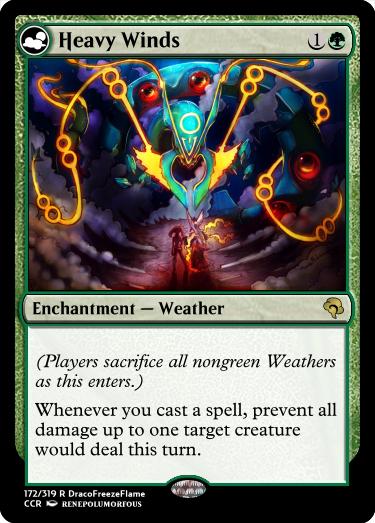 Heavy Winds 1
Enchantment — Weather
(Players sacrifice all nongreen Weathers
as this enters.)
Whenever you cast a spell, prevent all
damage up to one target creature
would deal this turn.
172/319 R DracoFreezeFlame
CCR RENEPOLUMORFOUS